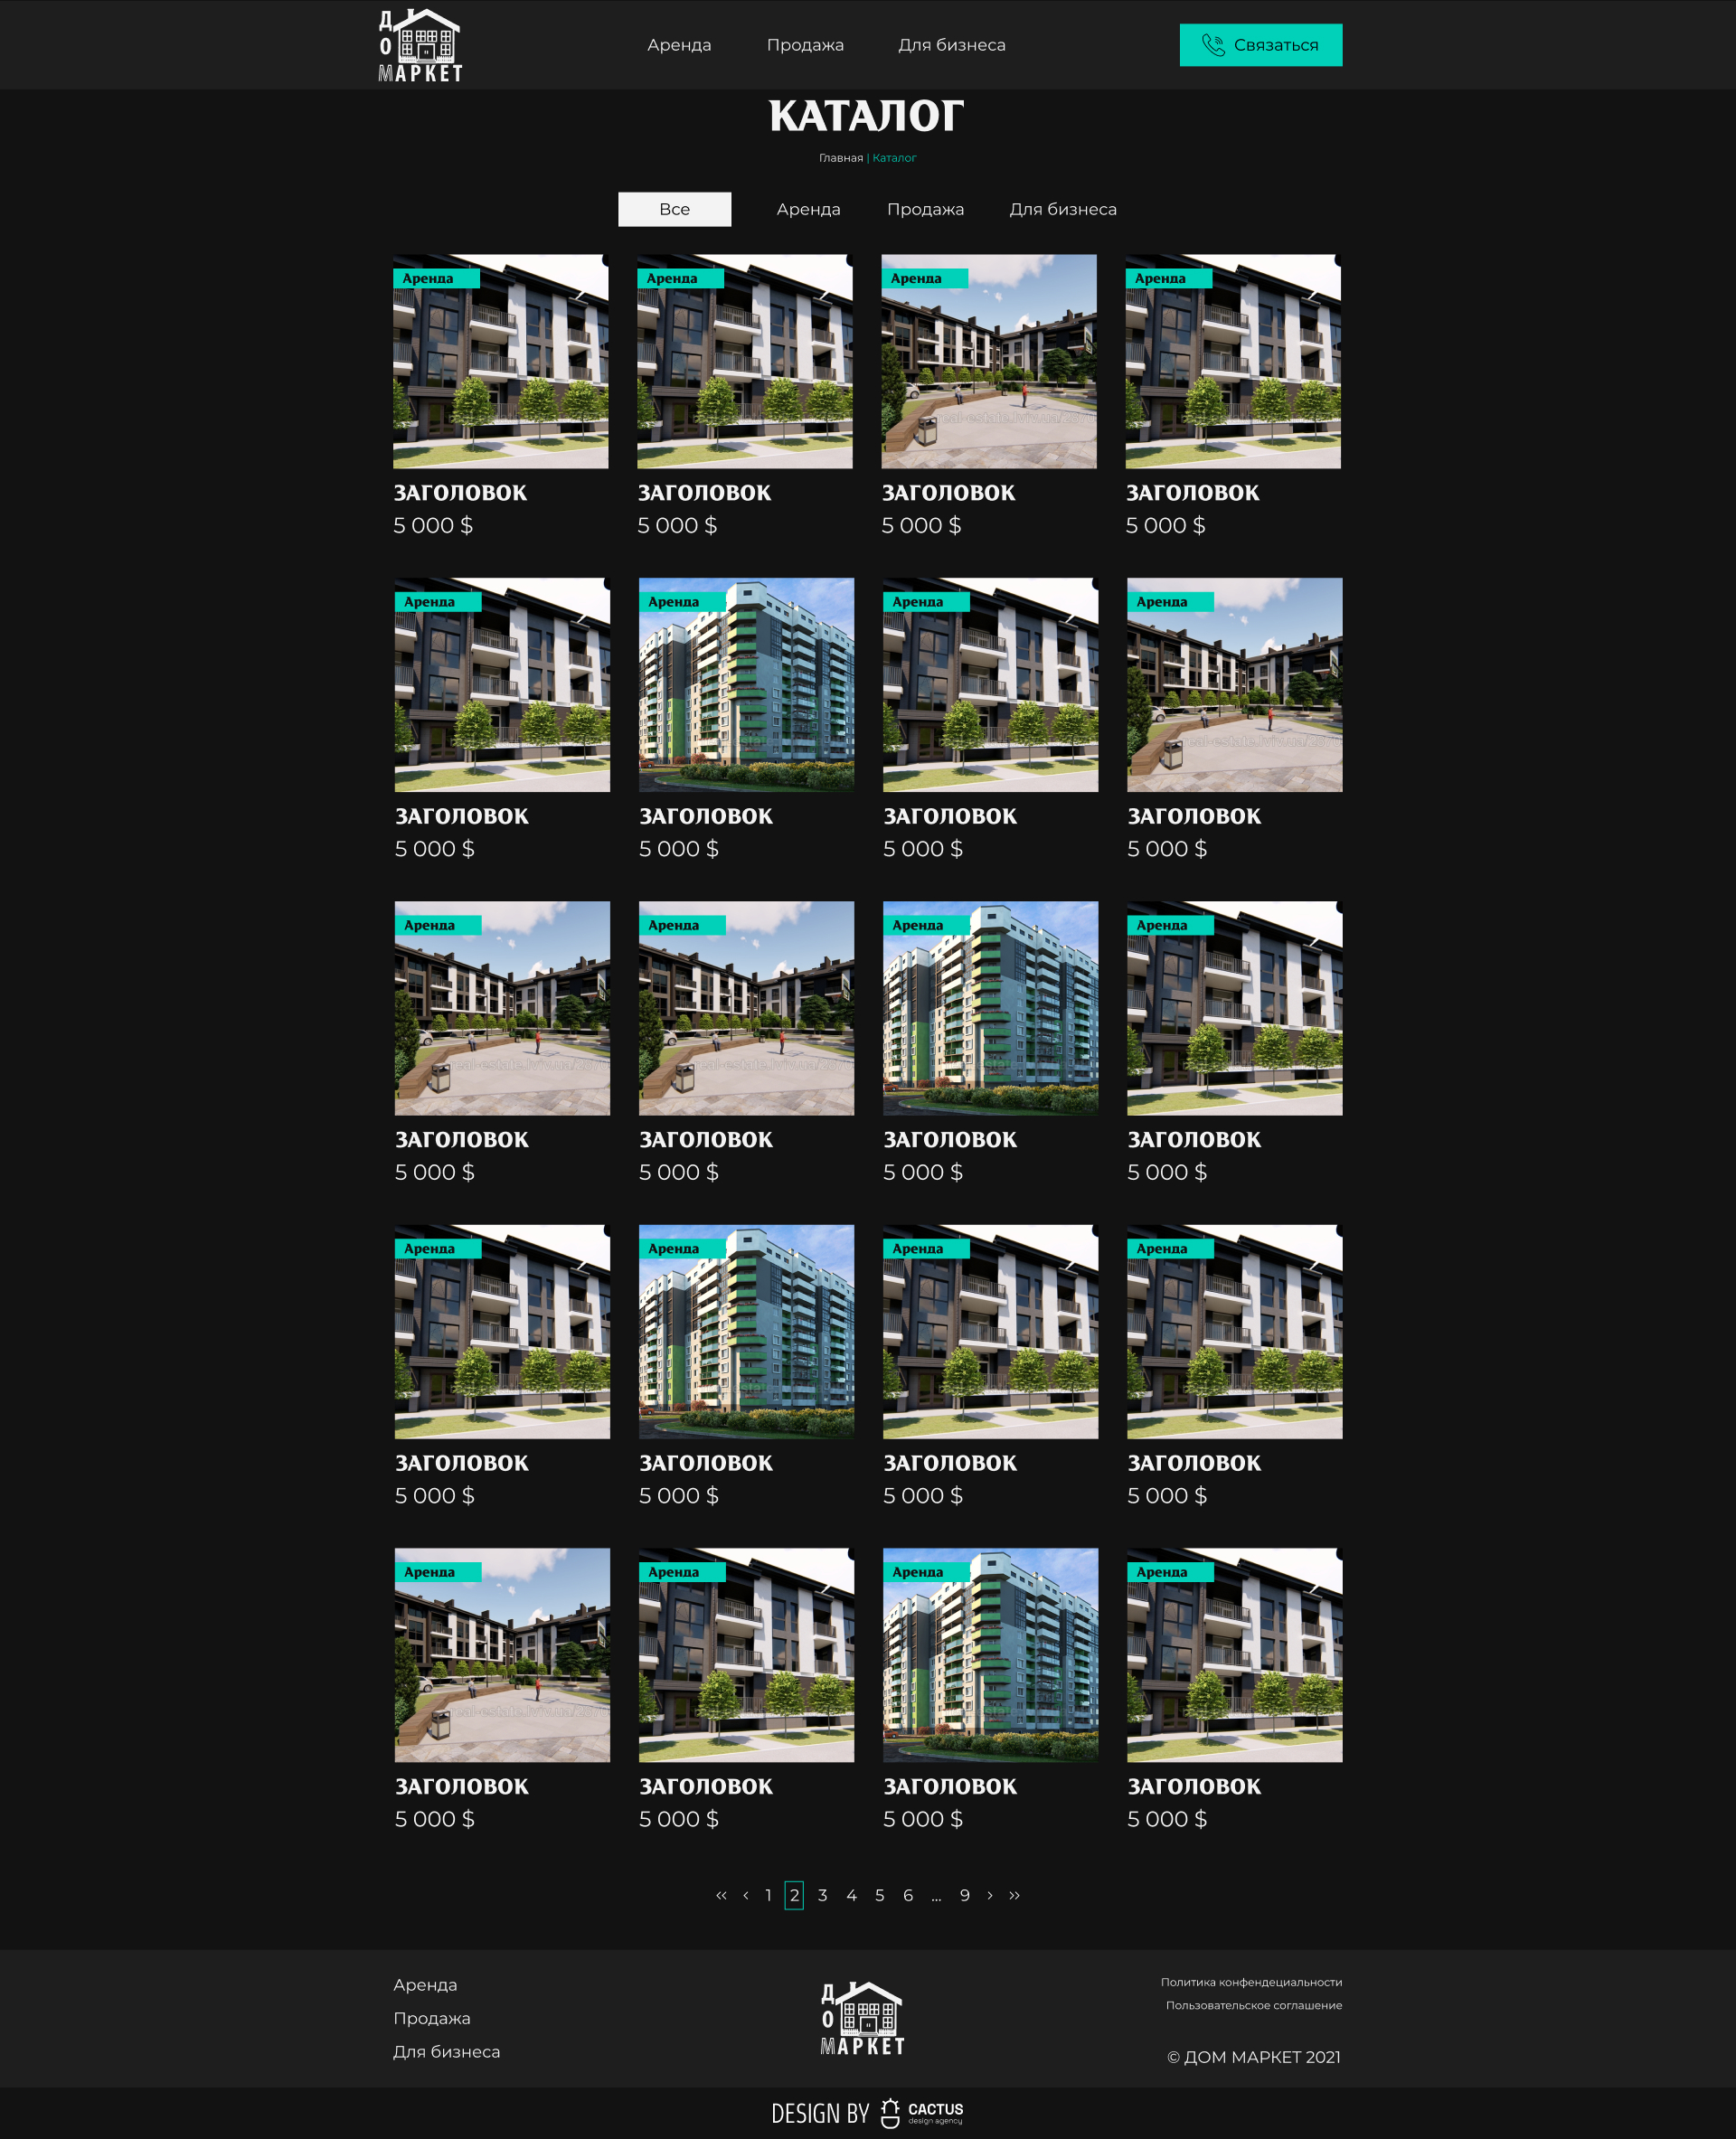 ДО
МАРКЕТ
Аренда Продажа Для бизнеса
Связаться
КАТАЛОГ
Главная | Каталог
Все Аренда Продажа Для бизнеса
Аренда Аренда Аренда Аренда
ЗАГОЛОВОК ЗАГОЛОВОК ЗАГОЛОВОК ЗАГОЛОВОК
5 000 $ 5 000 $ 5 000 $ 5 000 $
Аренда Аренда Аренда Аренда
ЗАГОЛОВОК ЗАГОЛОВОК ЗАГОЛОВОК ЗАГОЛОВОК
5 000 $ 5 000 $ 5 000 $ 5 000 $
Аренда Аренда Аренда Аренда
ЗАГОЛОВОК ЗАГОЛОВОК ЗАГОЛОВОК ЗАГОЛОВОК
5 000 $ 5 000 $ 5 000 $ 5 000 $
Аренда Аренда Аренда Аренда
ЗАГОЛОВОК ЗАГОЛОВОК ЗАГОЛОВОК ЗАГОЛОВОК
5 000 $ 5 000 $ 5 000 $ 5 000 $
Аренда Аренда Аренда Аренда
ЗАГОЛОВОК ЗАГОЛОВОК ЗАГОЛОВОК ЗАГОЛОВОК
5 000 $ 5 000 $ 5 000 $ 5 000 $
‹‹ ‹ 1 2 3 4 5 6 ... 9 › ››
Аренда
Продажа
Для бизнеса
ДО
МАРКЕТ
Политика конфендециальности
Пользовательское соглашение
© ДОМ МАРКЕТ 2021
DESIGN BY CACTUS
design agency